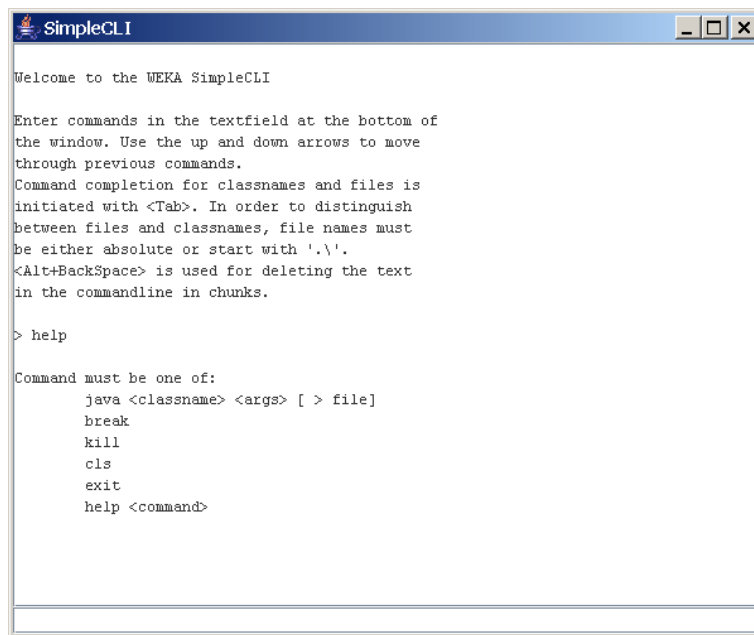 SimpleCLI
Welcome to the WEKA SimpleCLI
Enter commands in the textfield at the bottom of
the window. Use the up and down arrows to move
through previous commands.
Command completion for classnames and files is
initiated with <Tab>. In order to distinguish
between files and classnames, file names must
be either absolute or start with '.\'.
<Alt+BackSpace> is used for deleting the text
in the commandline in chunks.
> help
Command must be one of:
java <classname> <args> [ > file]
break
kill
cls
exit
help <command>